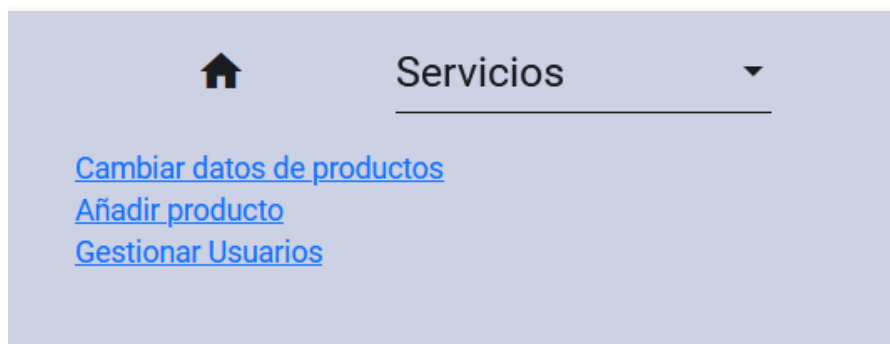 Servicios
Cambiar datos de productos
Añadir producto
Gestionar Usuarios